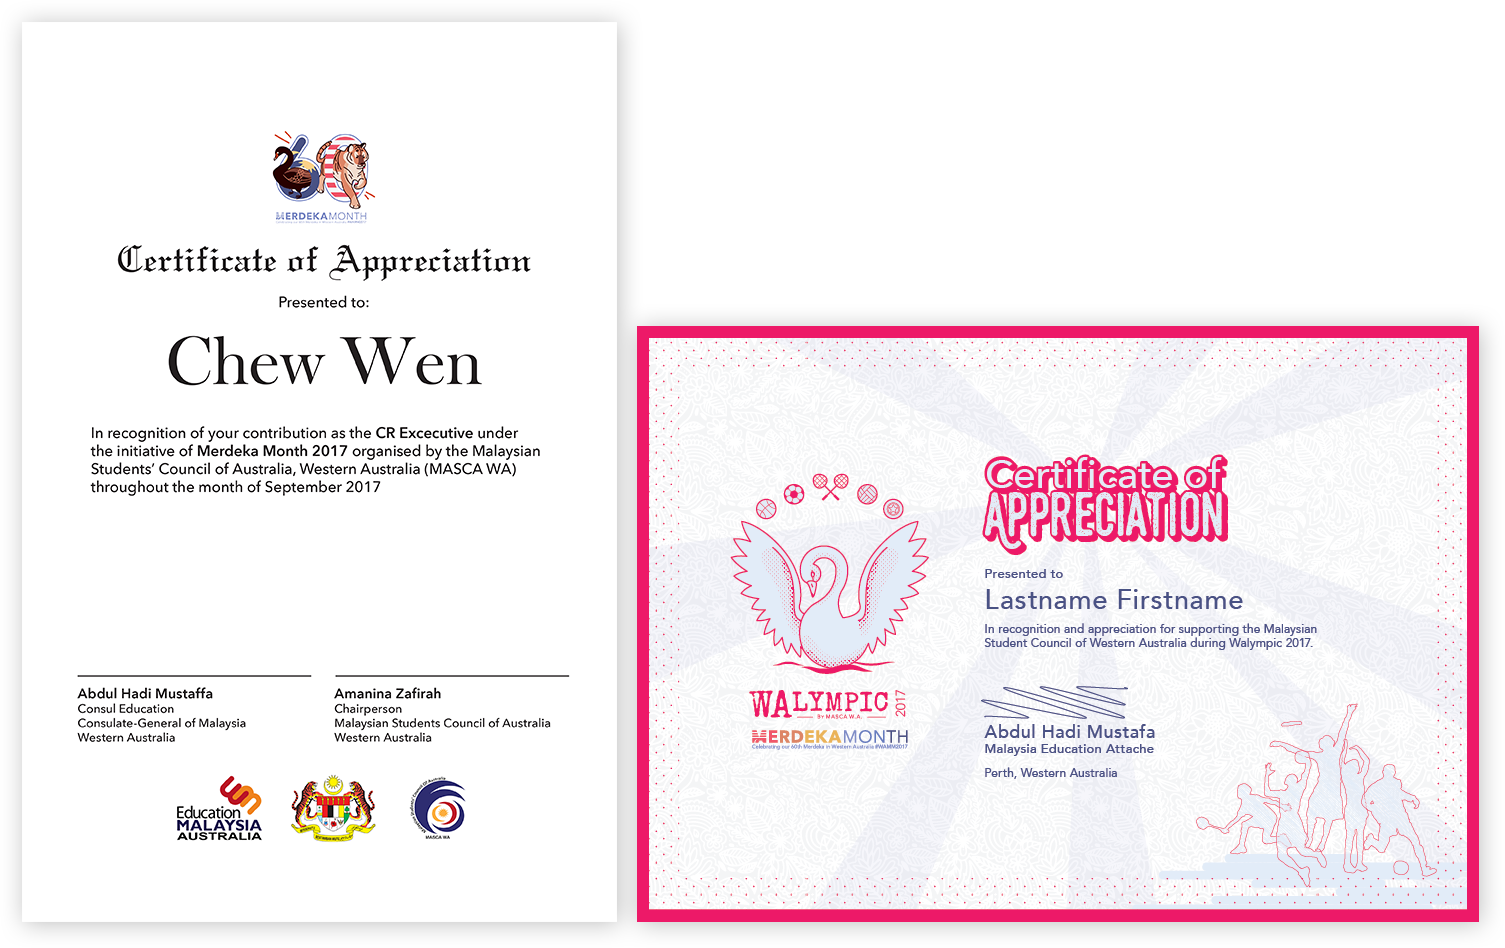 MERDEKAMONTH
Certificate of Appreciation
Presented to:
Chew Wen
In recognition of your contribution as the CR Excecutive under
the initiative of Merdeka Month 2017 organised by the Malaysian
Students' Council of Australia, Western Australia (MASCA WA)
throughout the month of September 2017
Abdul Hadi Mustaffa
Consul Education
Consulate-General of Malaysia
Western Australia
Amanina Zafirah
Chairperson
Malaysian Students Council of Australia
Western Australia
Education
MALAYSIA
AUSTRALIA
Malaysian Students' Council Of Australia
MASCA WA
WALYMPIC 2017
BY MASCA W.A.
MERDEKAMONTH
Celebrating our 60th Merdeka in Western Australia #WAMM2017
Certificate of
APPRECIATION
Presented to
Lastname Firstname
In recognition and appreciation for supporting the Malaysian
Student Council of Western Australia during Walympic 2017.
Abdul Hadi Mustafa
Malaysia Education Attache
Perth, Western Australia